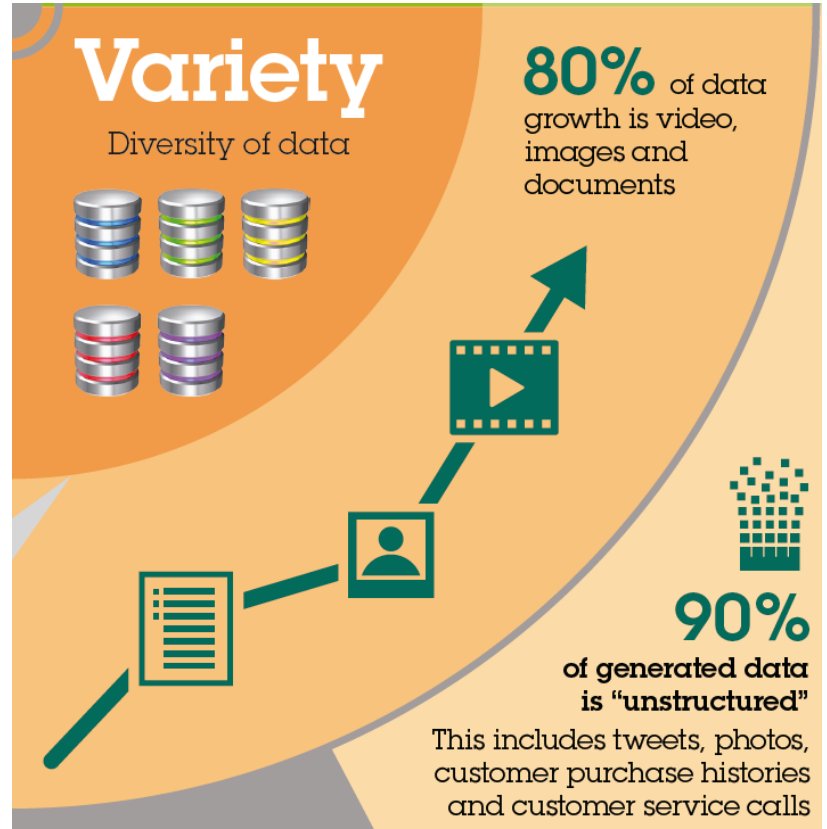 Variety
Diversity of data
80% of data
growth is video,
images and
documents
90%
of generated data
is “unstructured”
This includes tweets, photos,
customer purchase histories
and customer service calls